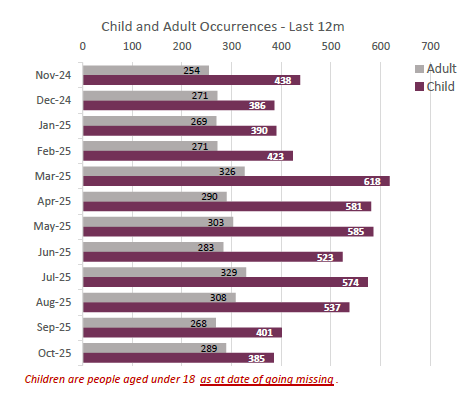 Child and Adult Occurrences - Last 12m
0 100 200 300 400 500 600 700
Adult
Child
Nov-24 254 438
Dec-24 271 386
Jan-25 269 390
Feb-25 271 423
Mar-25 326 618
Apr-25 290 581
May-25 303 585
Jun-25 283 523
Jul-25 329 574
Aug-25 308 537
Sep-25 268 401
Oct-25 289 385
Children are people aged under 18 as at date of going missing .